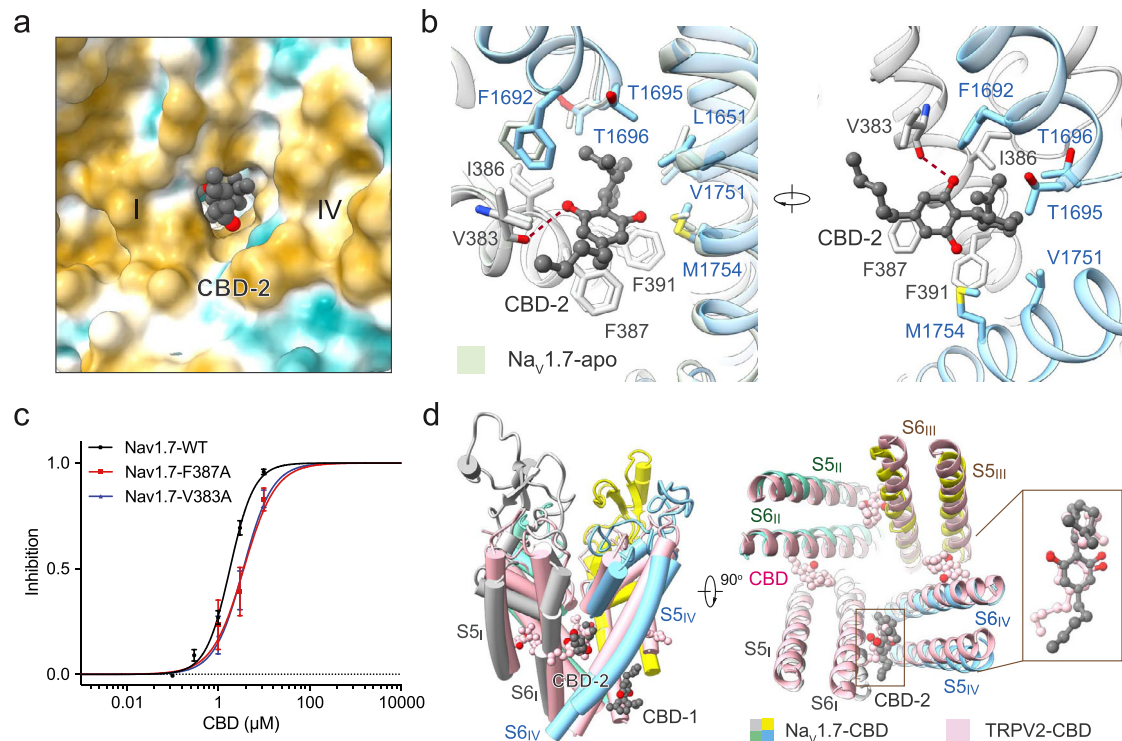 a
I
IV
CBD-2
b
F1692
T1695
T1696
L1651
I386
V1751
V383
M1754
CBD-2
F391
F387
NaV1.7-apo
F1692
V383
T1696
I386
T1695
CBD-2
V1751
F387
F391
M1754
c
Nav1.7-WT
Nav1.7-F387A
Nav1.7-V383A
1.0
0.5
0.0
Inhibition
0.01
1
100
10000
CBD (µM)
d
S5I
S6I
CBD-2
S5IV
CBD-1
S6IV
90°
S6III
S5II
S5III
S6II
CBD
S6IV
S5I
S5IV
S6I
CBD-2
NaV1.7-CBD
TRPV2-CBD